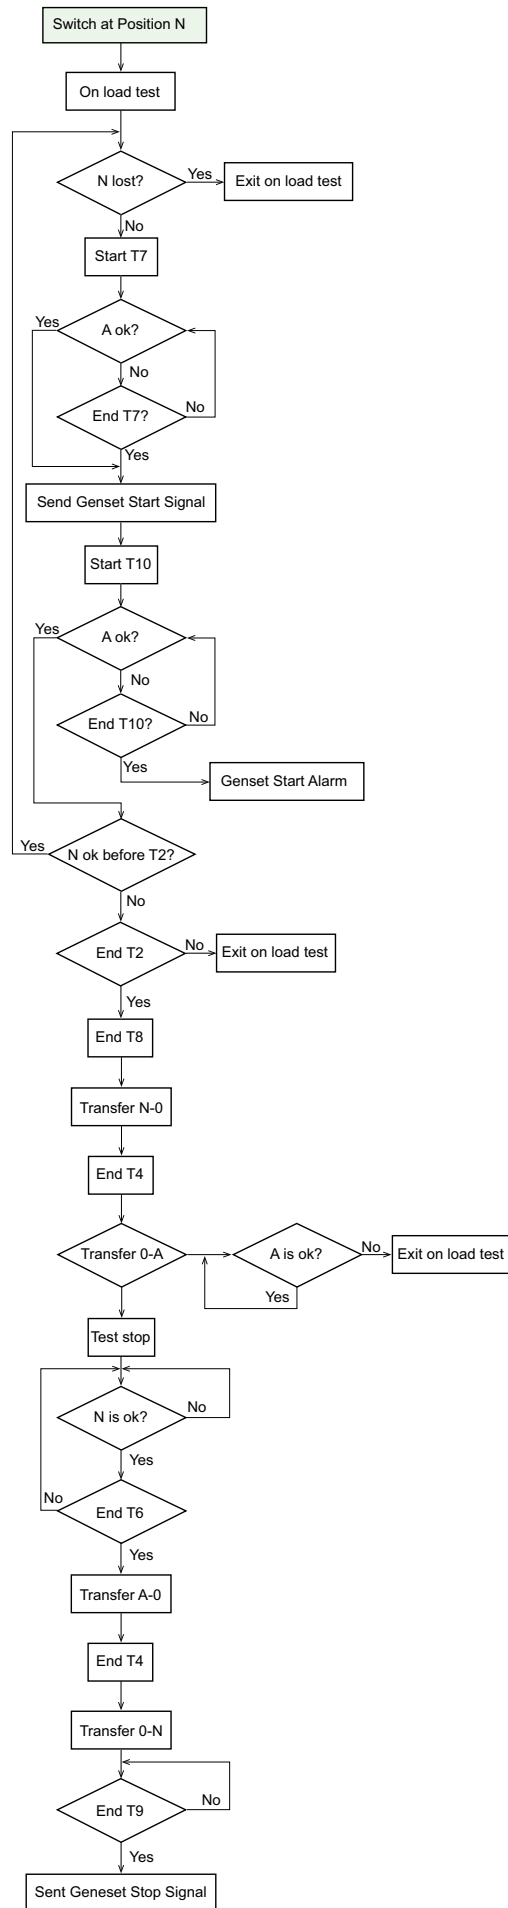 Switch at Position N
On load test
N lost?
Yes
Exit on load test
No
Start T7
Yes
A ok?
No
End T7?
No
Yes
Send Genset Start Signal
Start T10
Yes
A ok?
No
End T10?
No
Yes
Genset Start Alarm
Yes
N ok before T2?
No
End T2
No
Exit on load test
Yes
End T8
Transfer N-0
End T4
Transfer 0-A
A is ok?
No
Exit on load test
Yes
Test stop
N is ok?
No
Yes
No
End T6
Yes
Transfer A-0
End T4
Transfer 0-N
End T9
No
Yes
Sent Geneset Stop Signal